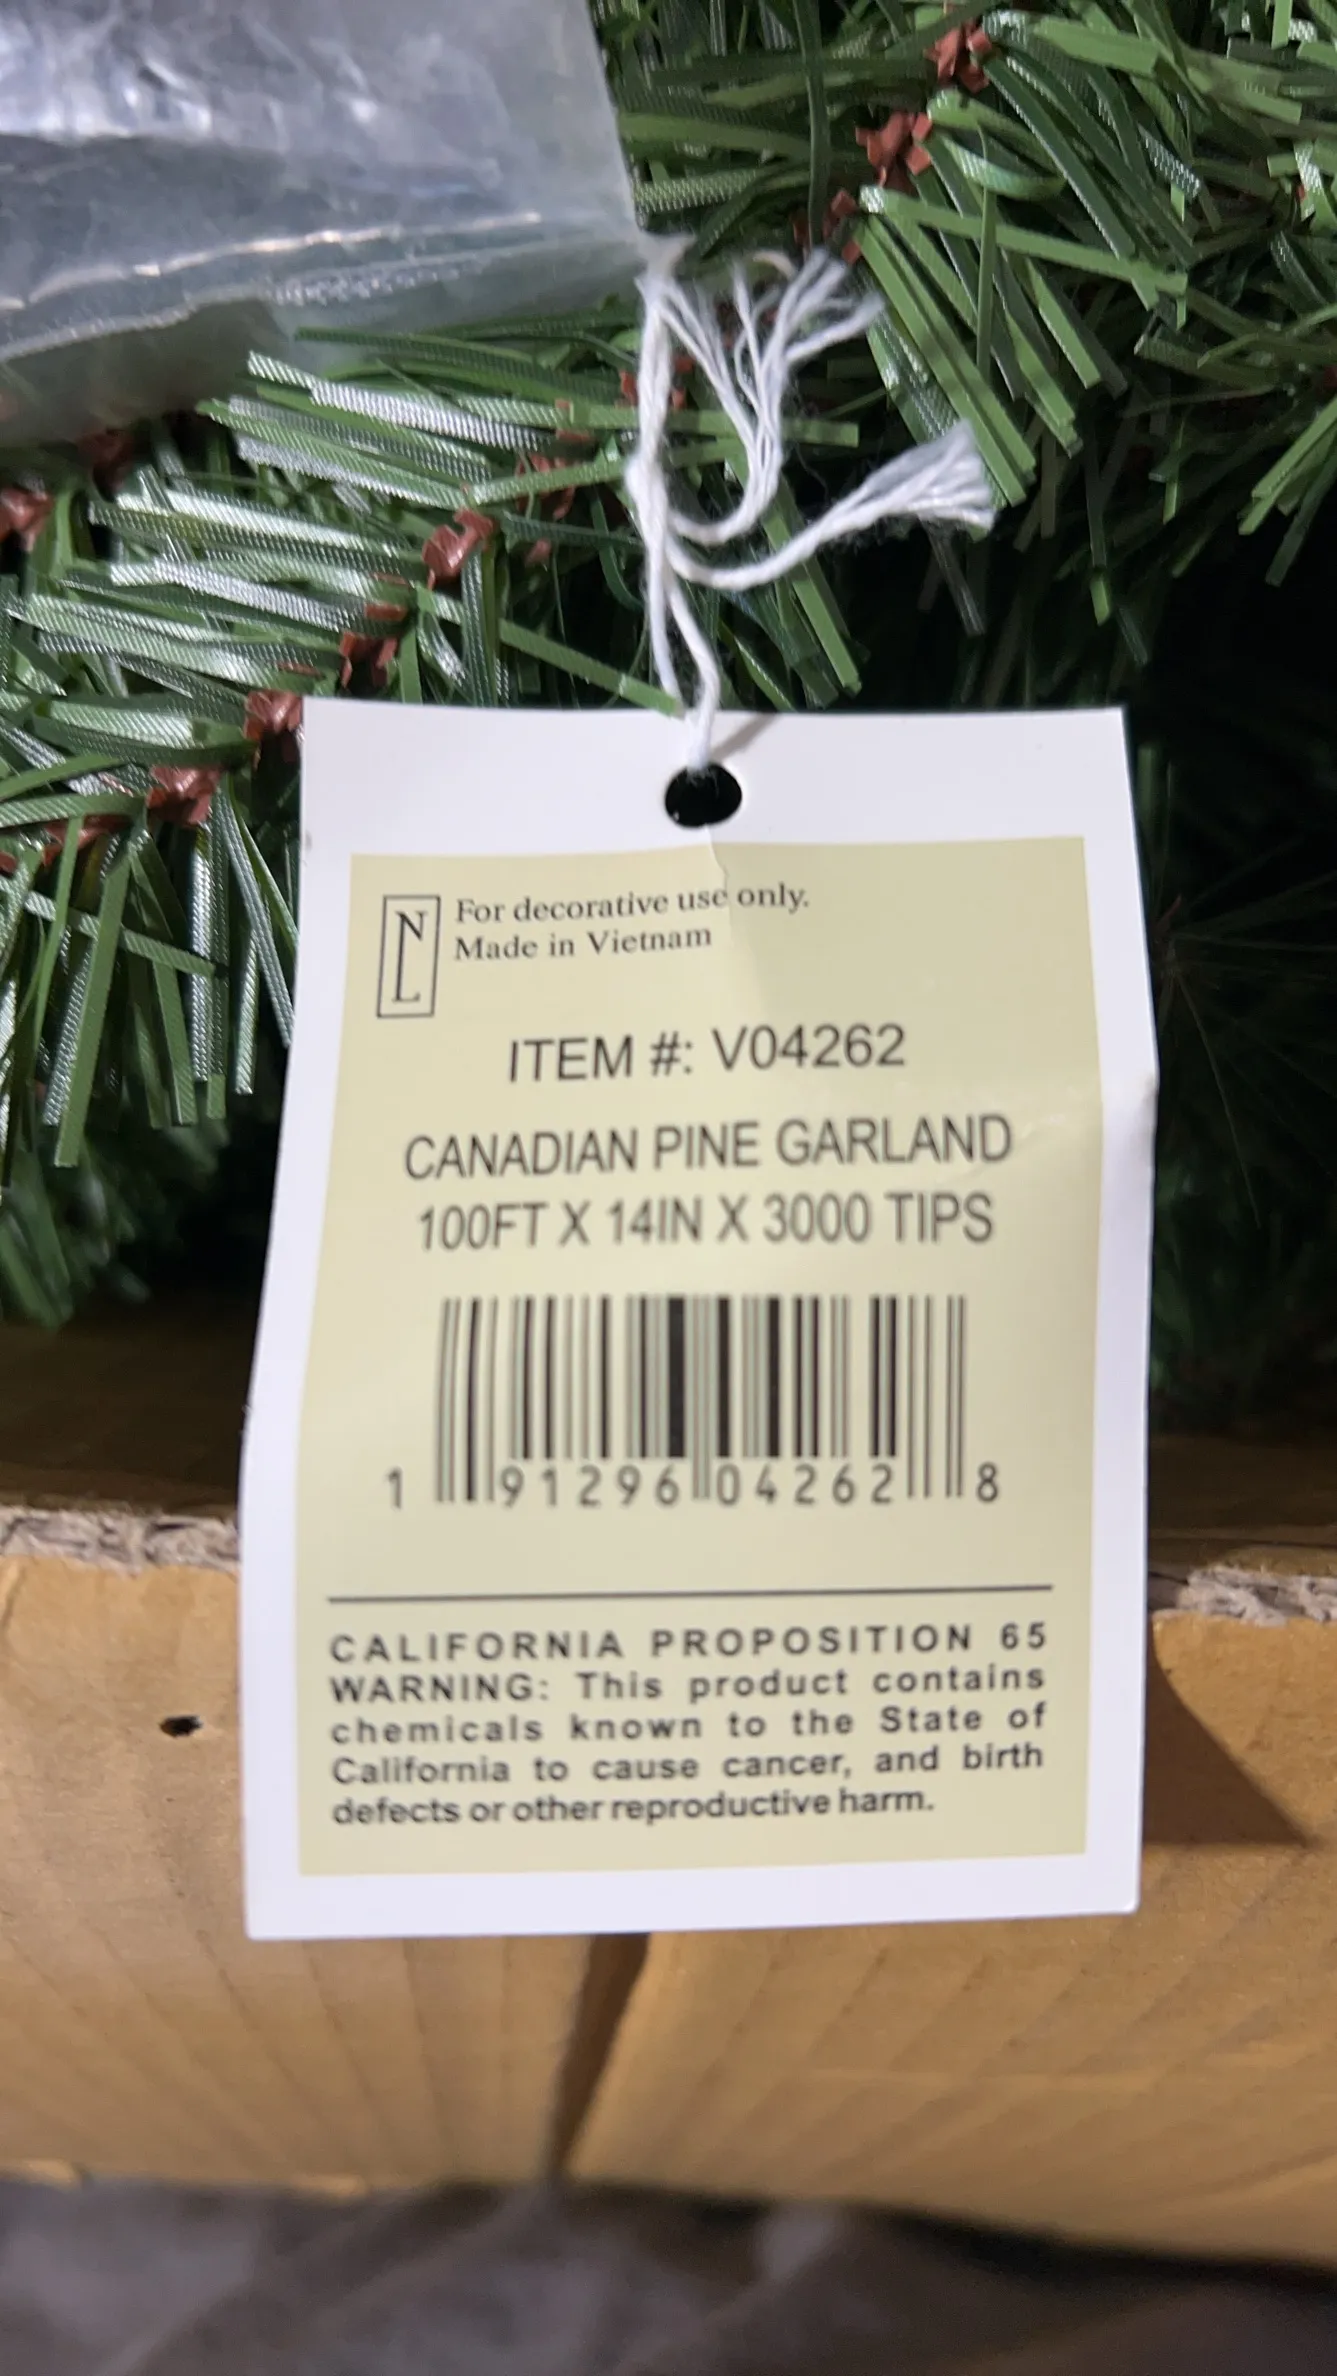 NL
For decorative use only.
Made in Vietnam
ITEM #: V04262
CANADIAN PINE GARLAND
100FT X 14IN X 3000 TIPS
1 91296 04262 8
CALIFORNIA PROPOSITION 65
WARNING: This product contains
chemicals known to the State of
California to cause cancer, and birth
defects or other reproductive harm.